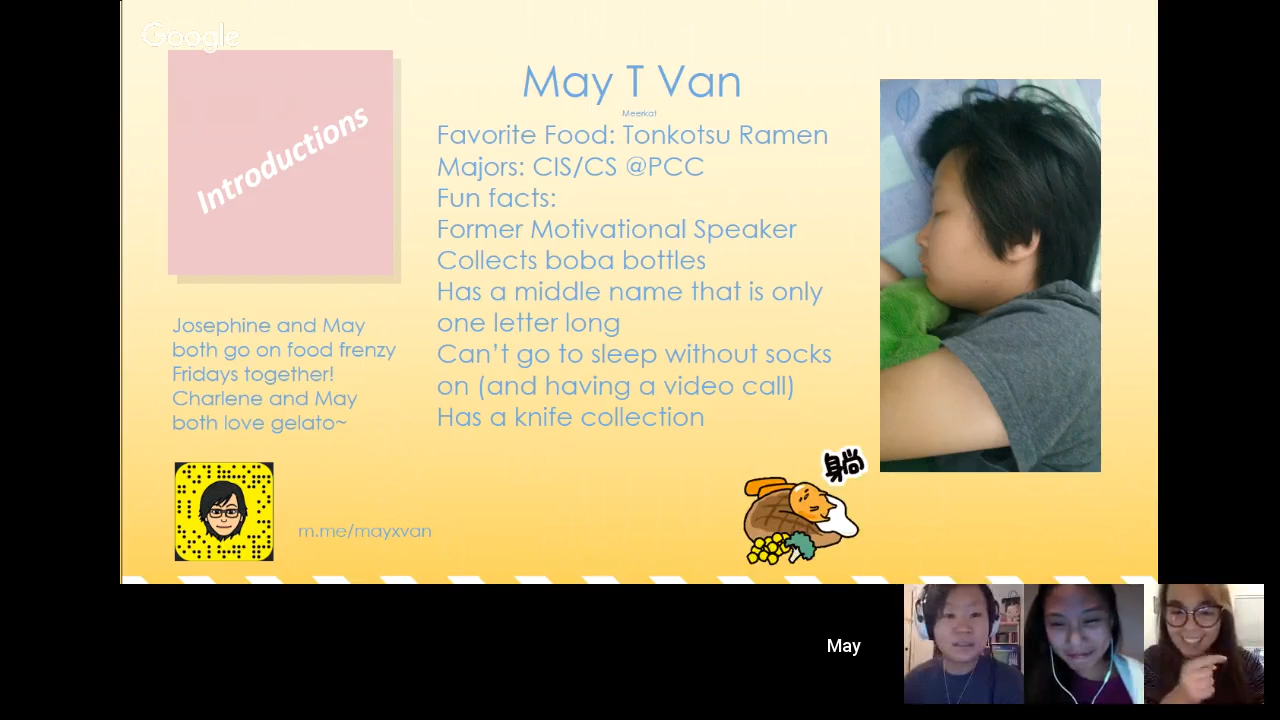 Google
Introductions
May T Van
Meerkat
Favorite Food: Tonkotsu Ramen
Majors: CIS/CS @PCC
Fun facts:
Former Motivational Speaker
Collects boba bottles
Has a middle name that is only
one letter long
Can't go to sleep without socks
on (and having a video call)
Has a knife collection
Josephine and May
both go on food frenzy
Fridays together!
Charlene and May
both love gelato~
m.me/mayxvan
躺
May